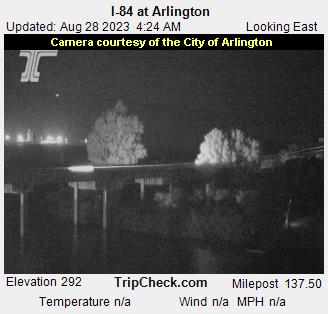 I-84 at Arlington
Updated: Aug 28 2023 4:24 AM Looking East
Camera courtesy of the City of Arlington
Elevation 292 TripCheck.com Milepost 137.50
Temperature n/a Wind n/a MPH n/a